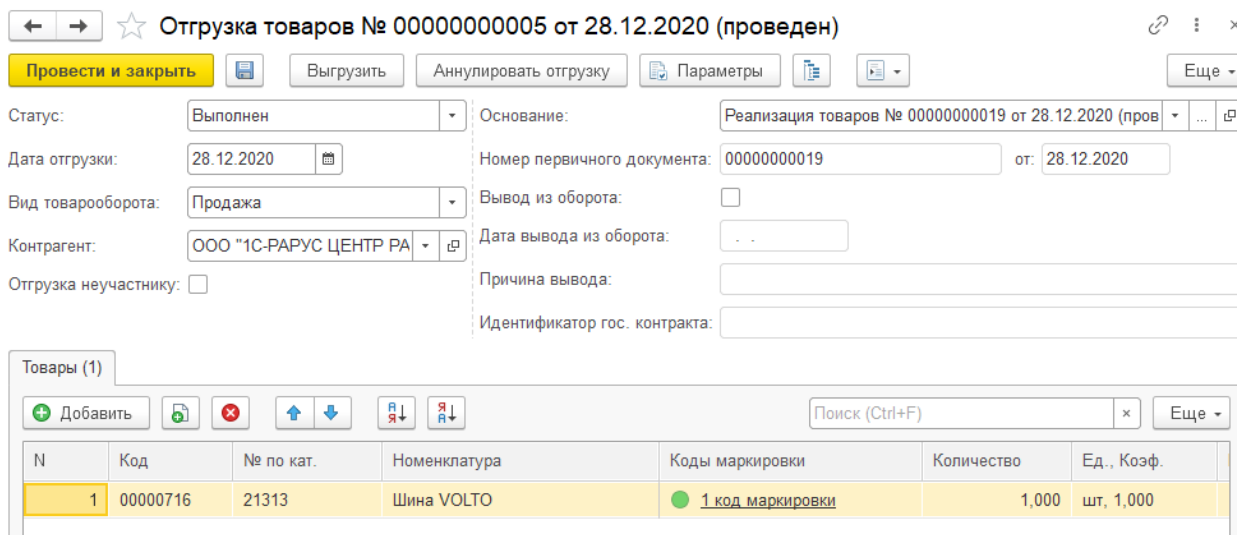 Отгрузка товаров № 00000000005 от 28.12.2020 (проведен)
Провести и закрыть Выгрузить Аннулировать отгрузку Параметры Еще
Статус: Выполнен Основание: Реализация товаров № 00000000019 от 28.12.2020 (пров ...
Дата отгрузки: 28.12.2020 Номер первичного документа: 00000000019 от: 28.12.2020
Вид товарооборота: Продажа Вывод из оборота:
Контрагент: ООО "1С-РАРУС ЦЕНТР РА Дата вывода из оборота: . .
Отгрузка неучастнику: Причина вывода:
Идентификатор гос. контракта:
Товары (1)
Добавить Поиск (Ctrl+F) × Еще
N Код № по кат. Номенклатура Коды маркировки Количество Ед., Коэф.
1 00000716 21313 Шина VOLTO 1 код маркировки 1,000 шт, 1,000